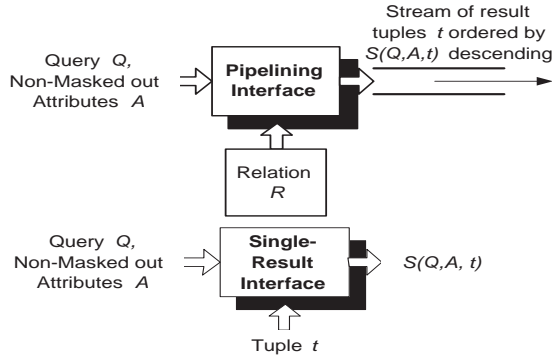 Stream of result
tuples t ordered by
S(Q,A,t) descending
Query Q,
Non-Masked out
Attributes A
Pipelining
Interface
Relation
R
Query Q,
Non-Masked out
Attributes A
Single-
Result
Interface
S(Q,A, t)
Tuple t